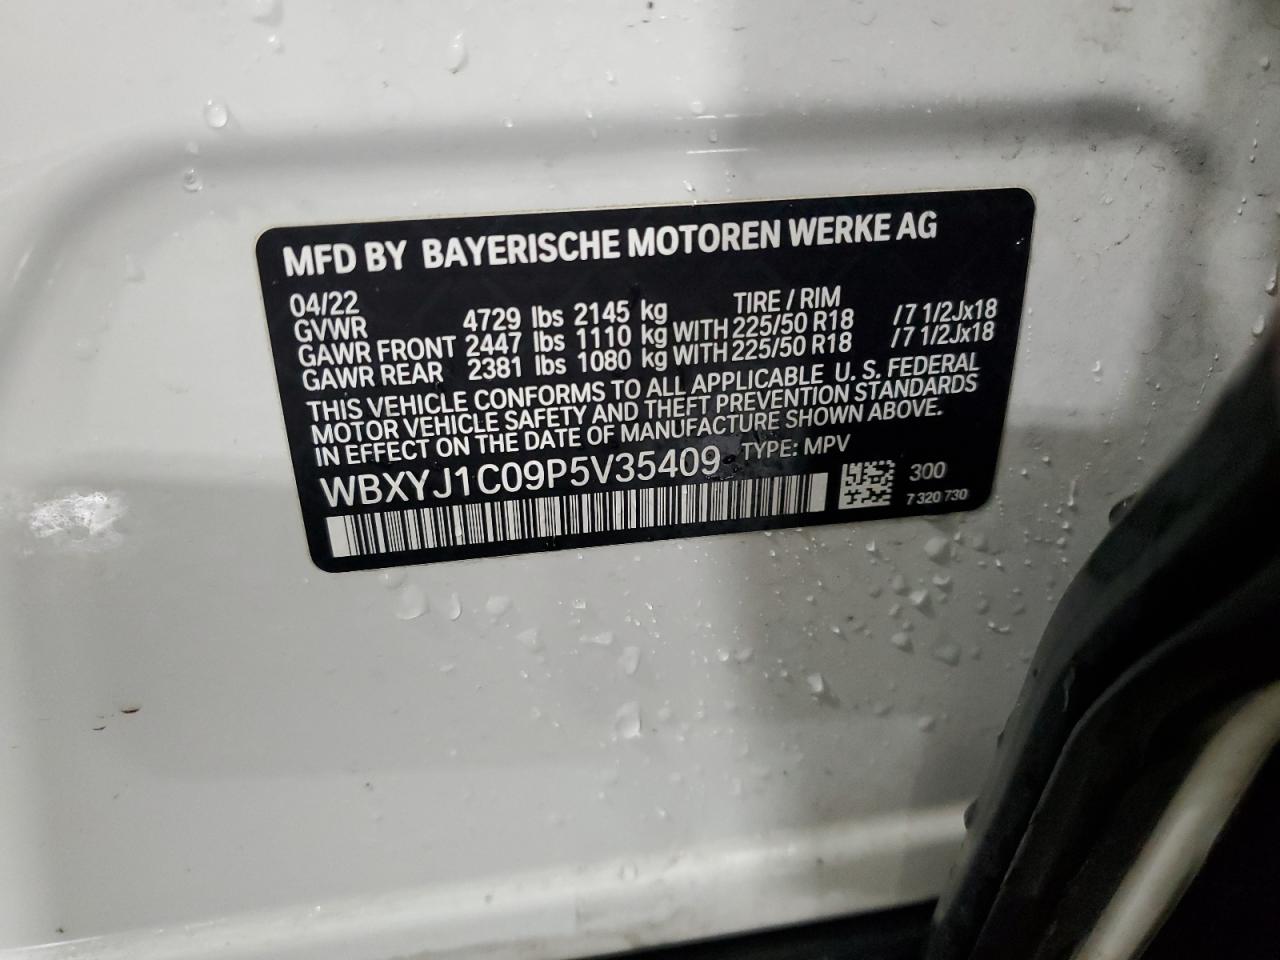 MFD BY BAYERISCHE MOTOREN WERKE AG
04/22 TIRE / RIM
GVWR 4729 lbs 2145 kg
GAWR FRONT 2447 lbs 1110 kg WITH 225/50 R18 /7 1/2Jx18
GAWR REAR 2381 lbs 1080 kg WITH 225/50 R18 /7 1/2Jx18
THIS VEHICLE CONFORMS TO ALL APPLICABLE U. S. FEDERAL
MOTOR VEHICLE SAFETY AND THEFT PREVENTION STANDARDS
IN EFFECT ON THE DATE OF MANUFACTURE SHOWN ABOVE.
WBXYJ1C09P5V35409 TYPE: MPV
300
7 320 730